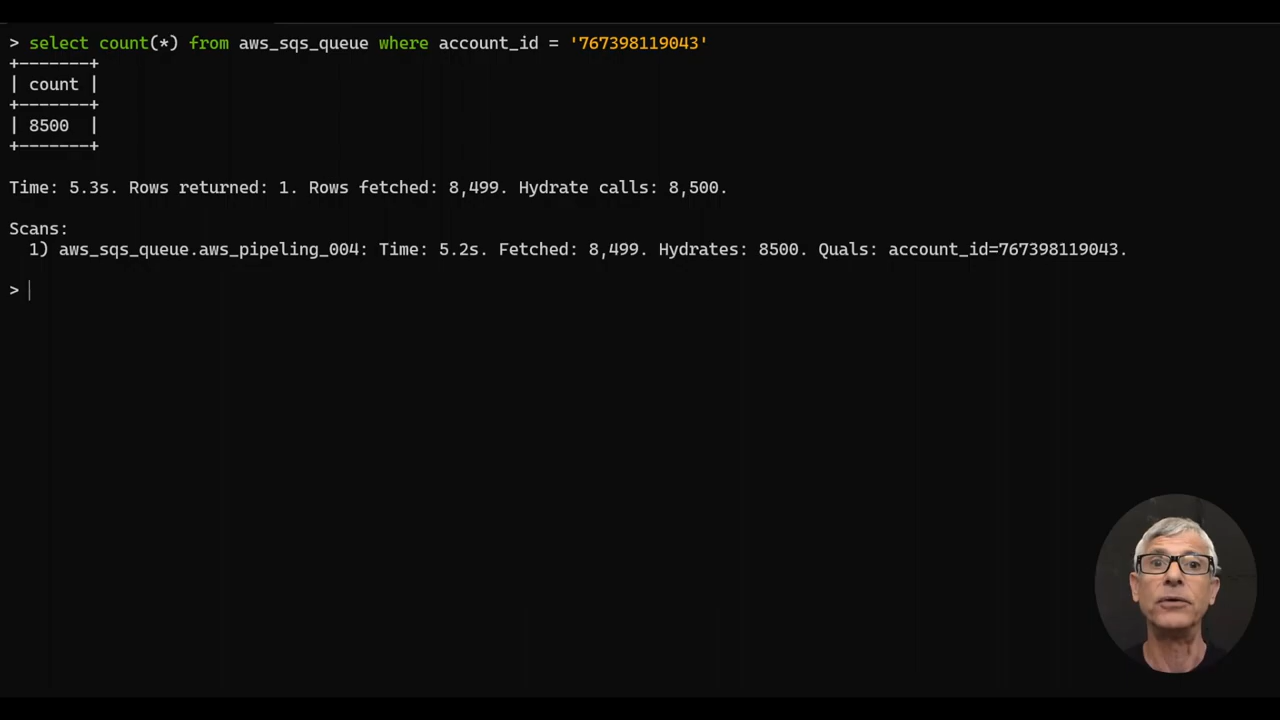 > select count(*) from aws_sqs_queue where account_id = '767398119043'
+-------+
| count |
+-------+
| 8500  |
+-------+
Time: 5.3s. Rows returned: 1. Rows fetched: 8,499. Hydrate calls: 8,500.
Scans:
  1) aws_sqs_queue.aws_pipeling_004: Time: 5.2s. Fetched: 8,499. Hydrates: 8500. Quals: account_id=767398119043.
>